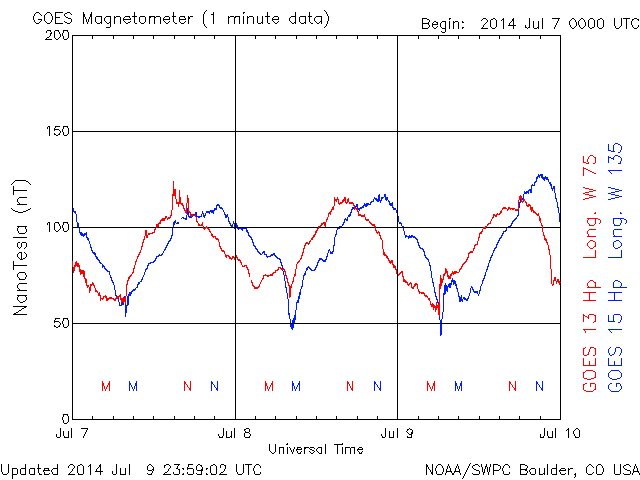 GOES Magnetometer (1 minute data)
Begin: 2014 Jul 7 0000 UTC
200
150
100
50
0
NanoTesla (nT)
M M N N M M N N M M N N
Jul 7 Jul 8 Jul 9 Jul 10
Universal Time
GOES 13 Hp Long. W 75
GOES 15 Hp Long. W 135
Updated 2014 Jul 9 23:59:02 UTC
NOAA/SWPC Boulder, CO USA